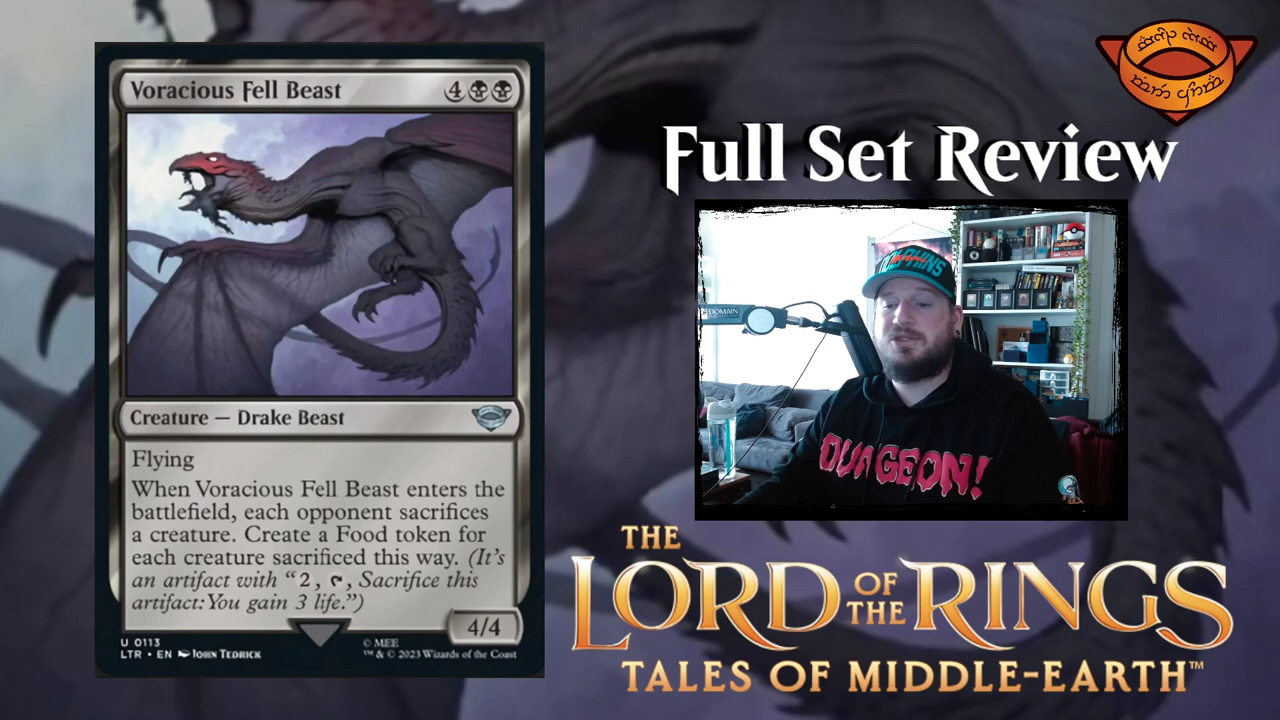 Voracious Fell Beast 4
Creature — Drake Beast
Flying
When Voracious Fell Beast enters the
battlefield, each opponent sacrifices
a creature. Create a Food token for
each creature sacrificed this way. (It's
an artifact with “2, , Sacrifice this
artifact: You gain 3 life.”)
4/4
U 0113
LTR • EN JOHN TEDRICK
© MEE
™ & © 2023 Wizards of the Coast
Full Set Review
DOLPHINS
DOMAIN
DUNGEON!
THE
LORD OF THE RINGS
TALES OF MIDDLE-EARTH™